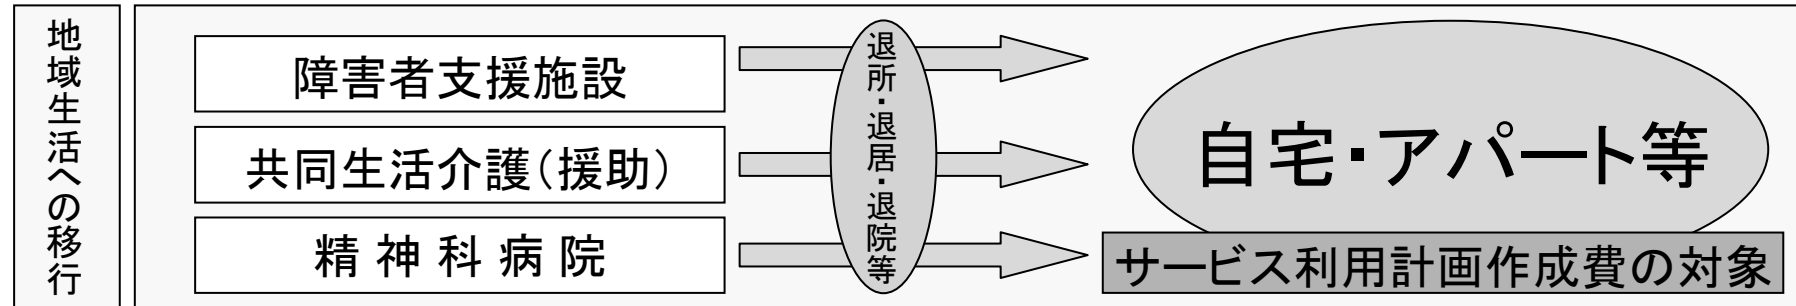 地域生活への移行
障害者支援施設
共同生活介護（援助）
精神科病院
退所・退居・退院等
自宅・アパート等
サービス利用計画作成費の対象